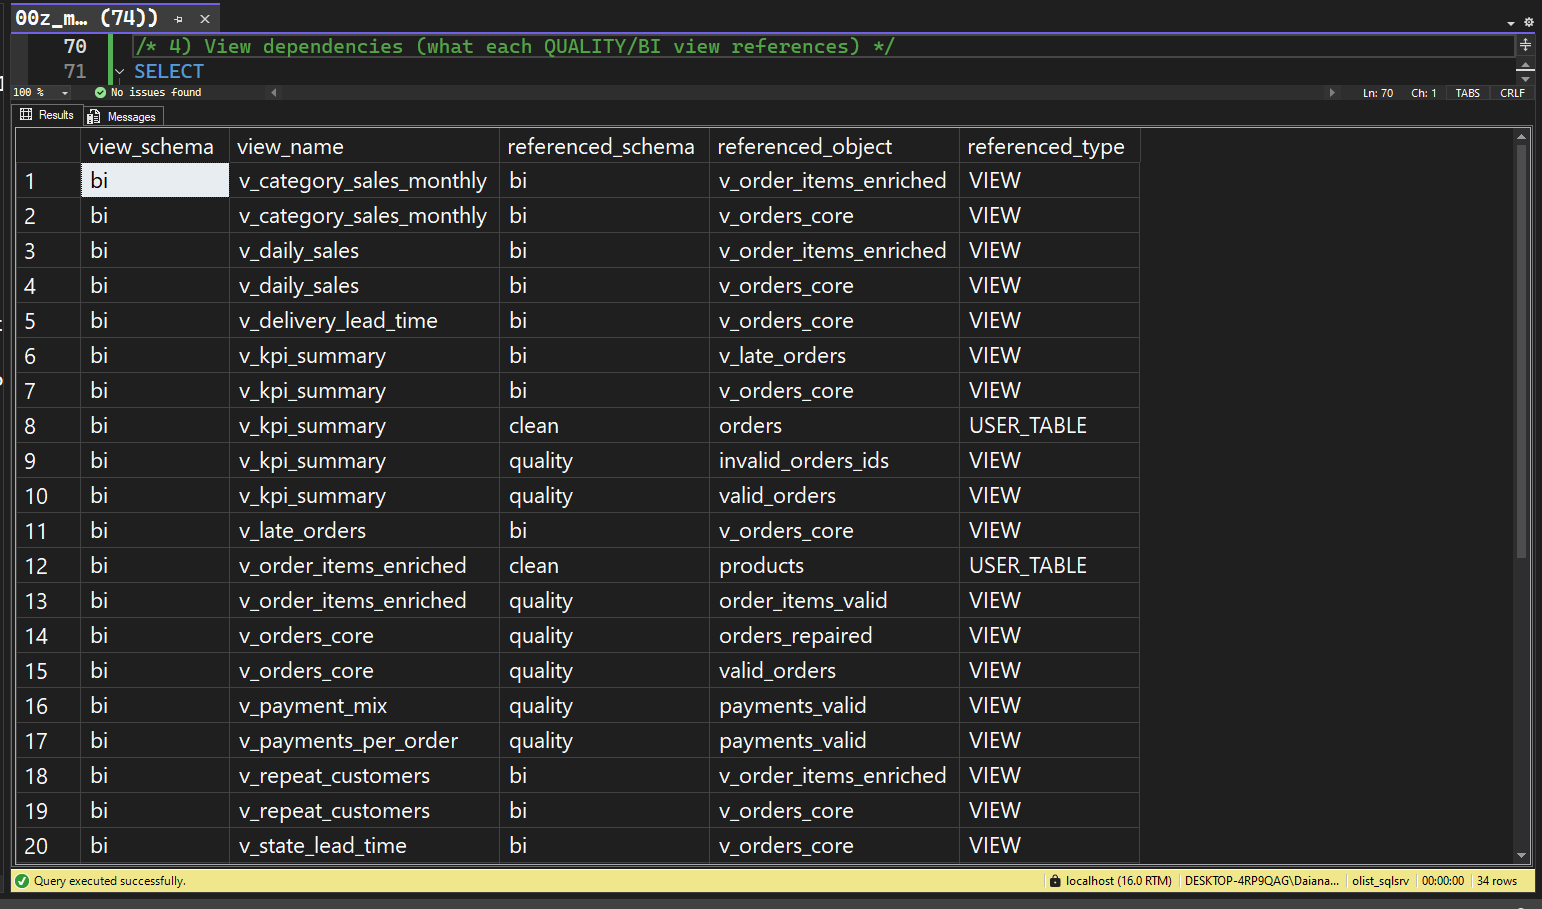 00z_m... (74))
70 /* 4) View dependencies (what each QUALITY/BI view references) */
71 SELECT
100 % No issues found Ln: 70 Ch: 1 TABS CRLF
Results Messages
view_schema view_name referenced_schema referenced_object referenced_type
1 bi v_category_sales_monthly bi v_order_items_enriched VIEW
2 bi v_category_sales_monthly bi v_orders_core VIEW
3 bi v_daily_sales bi v_order_items_enriched VIEW
4 bi v_daily_sales bi v_orders_core VIEW
5 bi v_delivery_lead_time bi v_orders_core VIEW
6 bi v_kpi_summary bi v_late_orders VIEW
7 bi v_kpi_summary bi v_orders_core VIEW
8 bi v_kpi_summary clean orders USER_TABLE
9 bi v_kpi_summary quality invalid_orders_ids VIEW
10 bi v_kpi_summary quality valid_orders VIEW
11 bi v_late_orders bi v_orders_core VIEW
12 bi v_order_items_enriched clean products USER_TABLE
13 bi v_order_items_enriched quality order_items_valid VIEW
14 bi v_orders_core quality orders_repaired VIEW
15 bi v_orders_core quality valid_orders VIEW
16 bi v_payment_mix quality payments_valid VIEW
17 bi v_payments_per_order quality payments_valid VIEW
18 bi v_repeat_customers bi v_order_items_enriched VIEW
19 bi v_repeat_customers bi v_orders_core VIEW
20 bi v_state_lead_time bi v_orders_core VIEW
Query executed successfully. localhost (16.0 RTM) DESKTOP-4RP9QAG\Daiana... olist_sqlsrv 00:00:00 34 rows